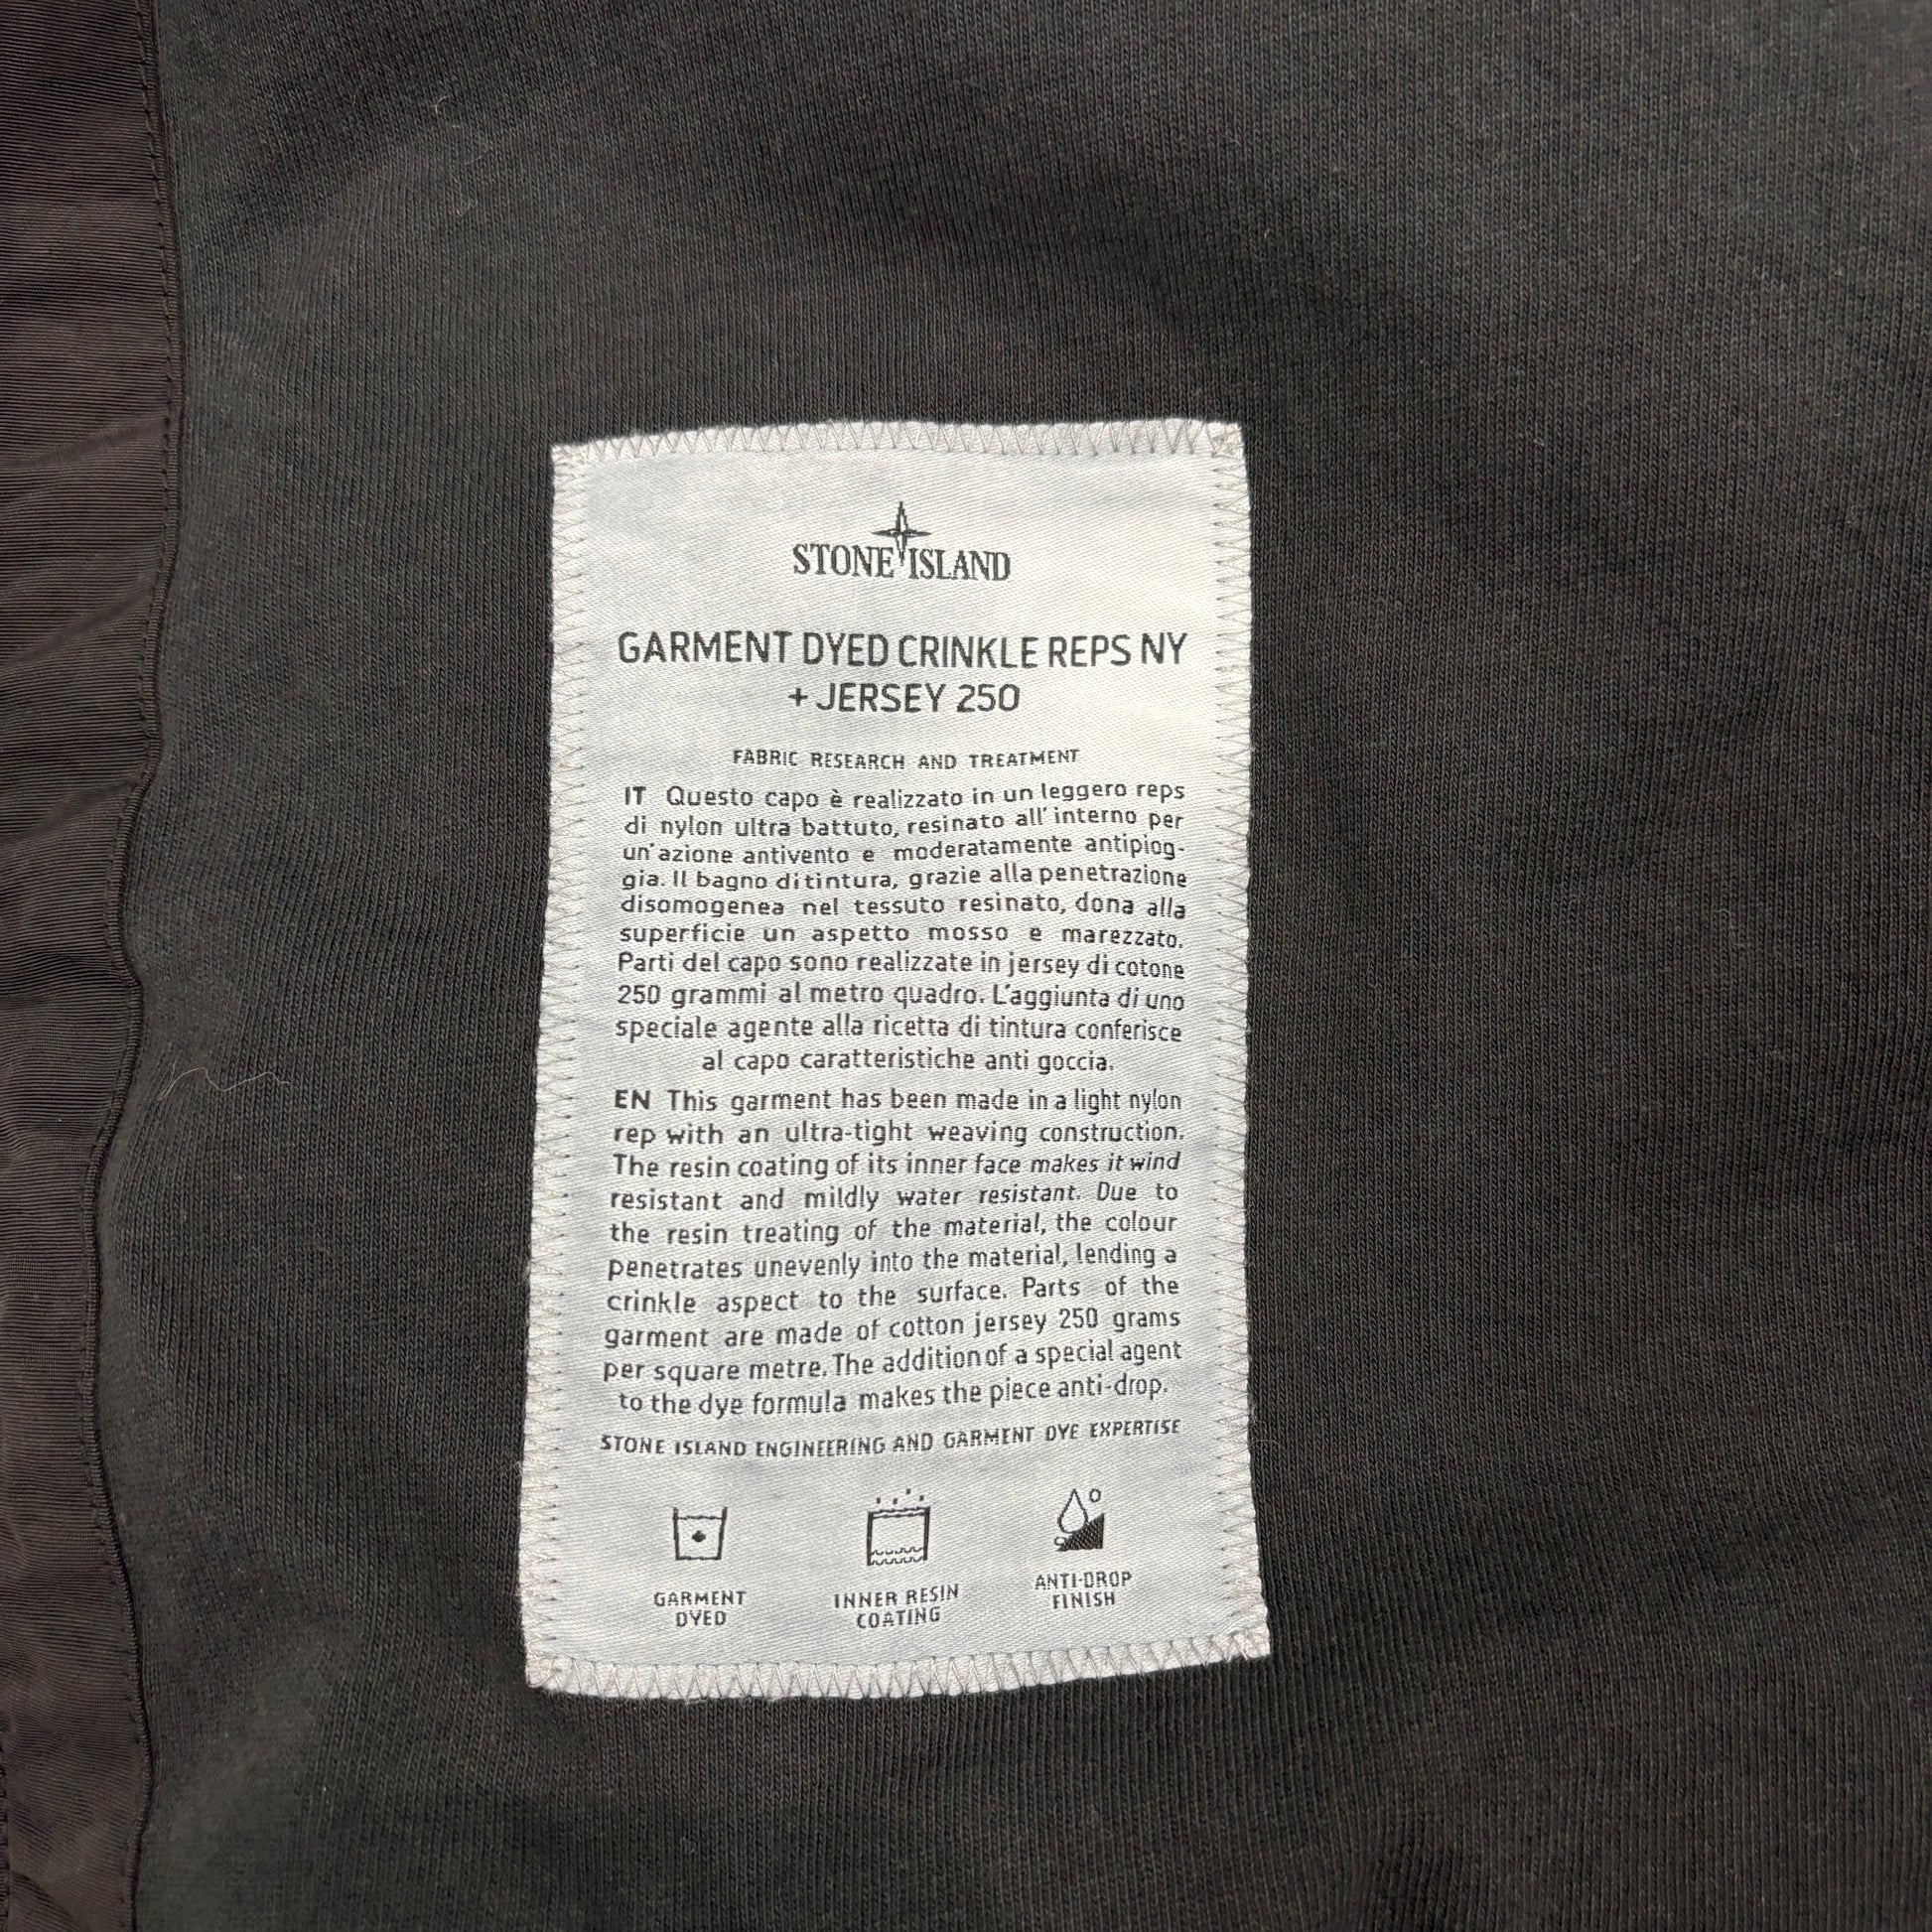 STONE ISLAND
GARMENT DYED CRINKLE REPS NY
+ JERSEY 250
FABRIC RESEARCH AND TREATMENT
IT Questo capo è realizzato in un leggero reps
di nylon ultra battuto, resinato all'interno per
un'azione antivento e moderatamente antipiog-
gia. Il bagno di tintura, grazie alla penetrazione
disomogenea nel tessuto resinato, dona alla
superficie un aspetto mosso e marezzato.
Parti del capo sono realizzate in jersey di cotone
250 grammi al metro quadro. L'aggiunta di uno
speciale agente alla ricetta di tintura conferisce
al capo caratteristiche anti goccia.
EN This garment has been made in a light nylon
rep with an ultra-tight weaving construction.
The resin coating of its inner face makes it wind
resistant and mildly water resistant. Due to
the resin treating of the material, the colour
penetrates unevenly into the material, lending a
crinkle aspect to the surface. Parts of the
garment are made of cotton jersey 250 grams
per square metre. The addition of a special agent
to the dye formula makes the piece anti-drop.
STONE ISLAND ENGINEERING AND GARMENT DYE EXPERTISE
GARMENT
DYED
INNER RESIN
COATING
ANTI-DROP
FINISH